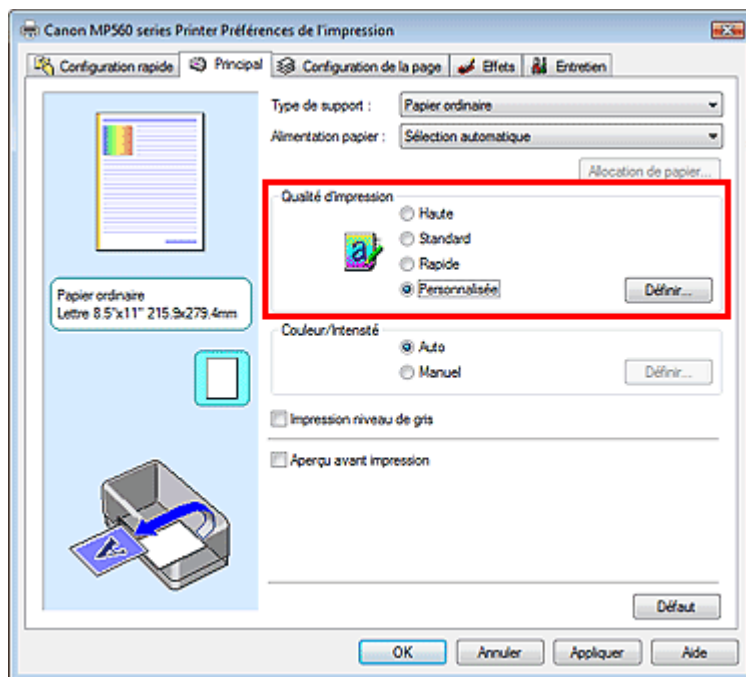 Canon MP560 series Printer Préférences de l'impression
Configuration rapide Principal Configuration de la page Effets Entretien
Type de support : Papier ordinaire
Alimentation papier : Sélection automatique
Allocation de papier...
Qualité d'impression
Haute
Standard
Rapide
Personnalisée Définir...
Papier ordinaire
Lettre 8.5"x11" 215.9x279.4mm
Couleur/Intensité
Auto
Manuel Définir...
Impression niveau de gris
Aperçu avant impression
Défaut
OK Annuler Appliquer Aide